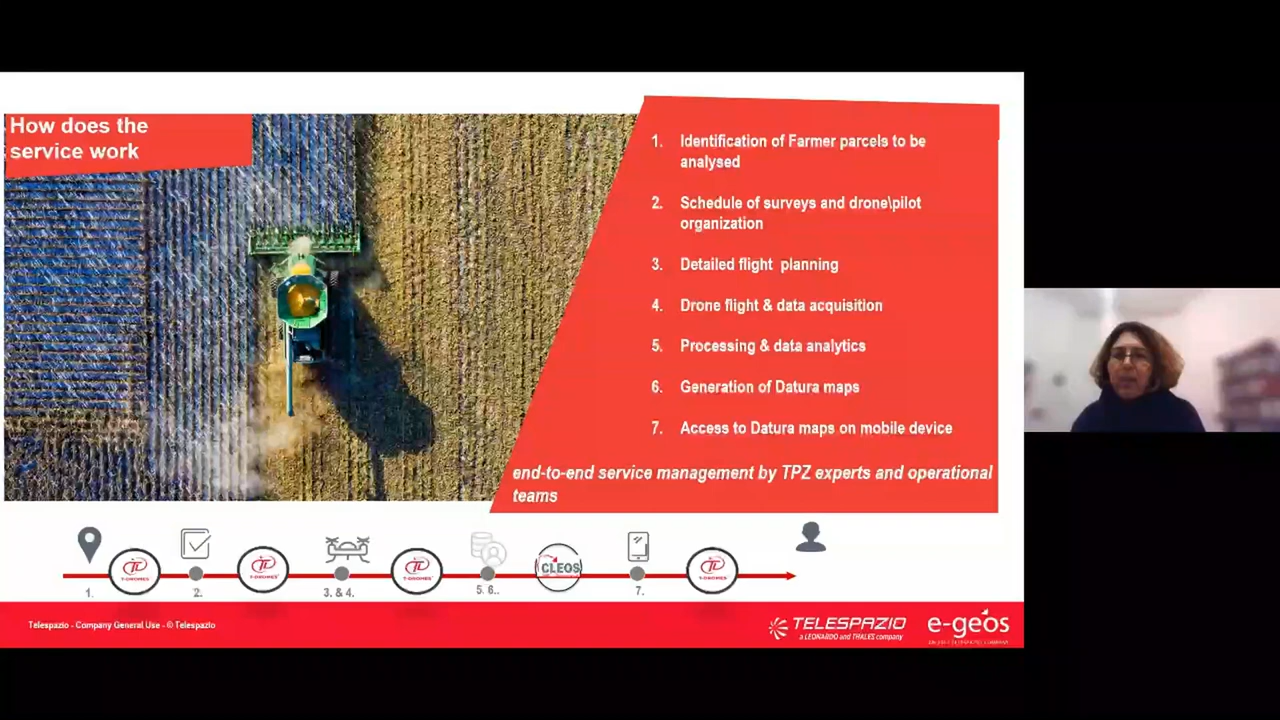 How does the
service work
1. Identification of Farmer parcels to be
analysed
2. Schedule of surveys and drone\pilot
organization
3. Detailed flight planning
4. Drone flight & data acquisition
5. Processing & data analytics
6. Generation of Datura maps
7. Access to Datura maps on mobile device
end-to-end service management by TPZ experts and operational
teams
T-DROMES T-DROMES T-DROMES CLEOS T-DROMES
1. 2. 3. & 4. 5. 6.. 7.
Telespazio - Company General Use - © Telespazio
TELESPAZIO
a LEONARDO and THALES company
e-geos